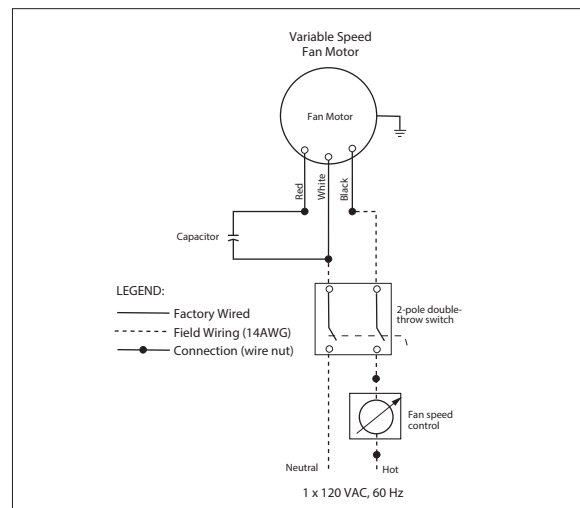 Variable Speed
Fan Motor
Fan Motor
Red
White
Black
Capacitor
LEGEND:
Factory Wired
Field Wiring (14AWG)
Connection (wire nut)
2-pole double-
throw switch
Fan speed
control
Neutral
Hot
1 x 120 VAC, 60 Hz